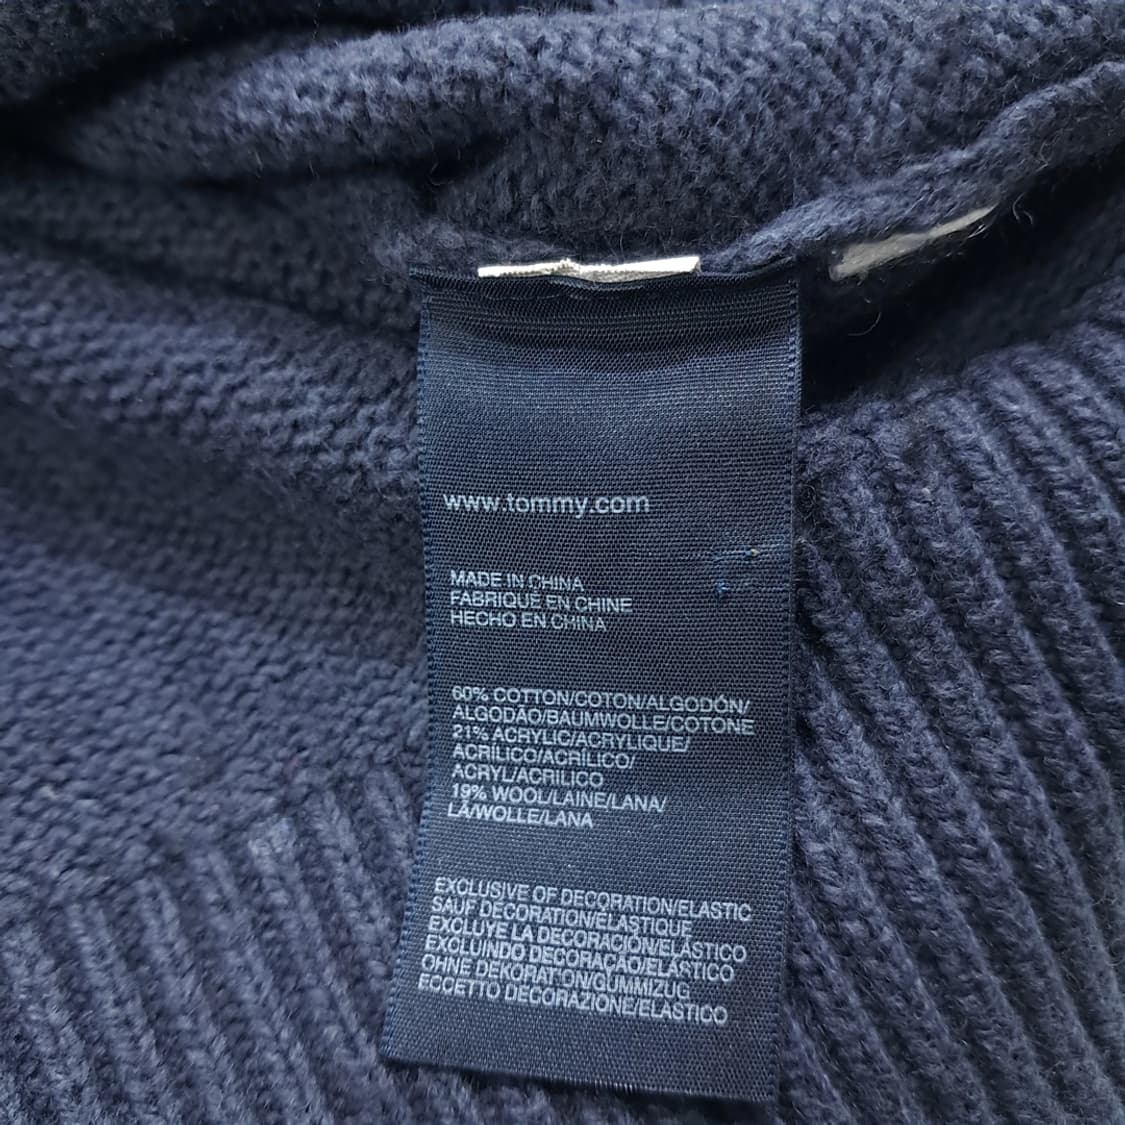 www.tommy.com
MADE IN CHINA
FABRIQUÉ EN CHINE
HECHO EN CHINA
60% COTTON/COTON/ALGODÓN/
ALGODÃO/BAUMWOLLE/COTONE
21% ACRYLIC/ACRYLIQUE/
ACRÍLICO/ACRÍLICO/
ACRYL/ACRILICO
19% WOOL/LAINE/LANA/
LÃ/WOLLE/LANA
EXCLUSIVE OF DECORATION/ELASTIC
SAUF DECORATION/ÉLASTIQUE
EXCLUYE LA DECORACIÓN/ELÁSTICO
EXCLUINDO DECORAÇÃO/ELÁSTICO
OHNE DEKORATION/GUMMIZUG
ECCETTO DECORAZIONE/ELASTICO